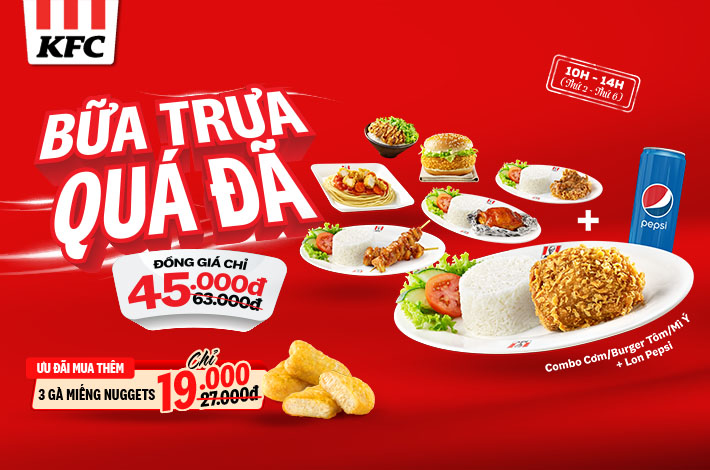 KFC
10H - 14H
(Thứ 2 - Thứ 6)
BỮA TRƯA
QUÁ ĐÃ
ĐỒNG GIÁ CHỈ
45.000đ
63.000đ
pepsi
KFC
Combo Cơm/Burger Tôm/Mì Ý
+ Lon Pepsi
+
ƯU ĐÃI MUA THÊM
3 GÀ MIẾNG NUGGETS
Chỉ
19.000
27.000đ